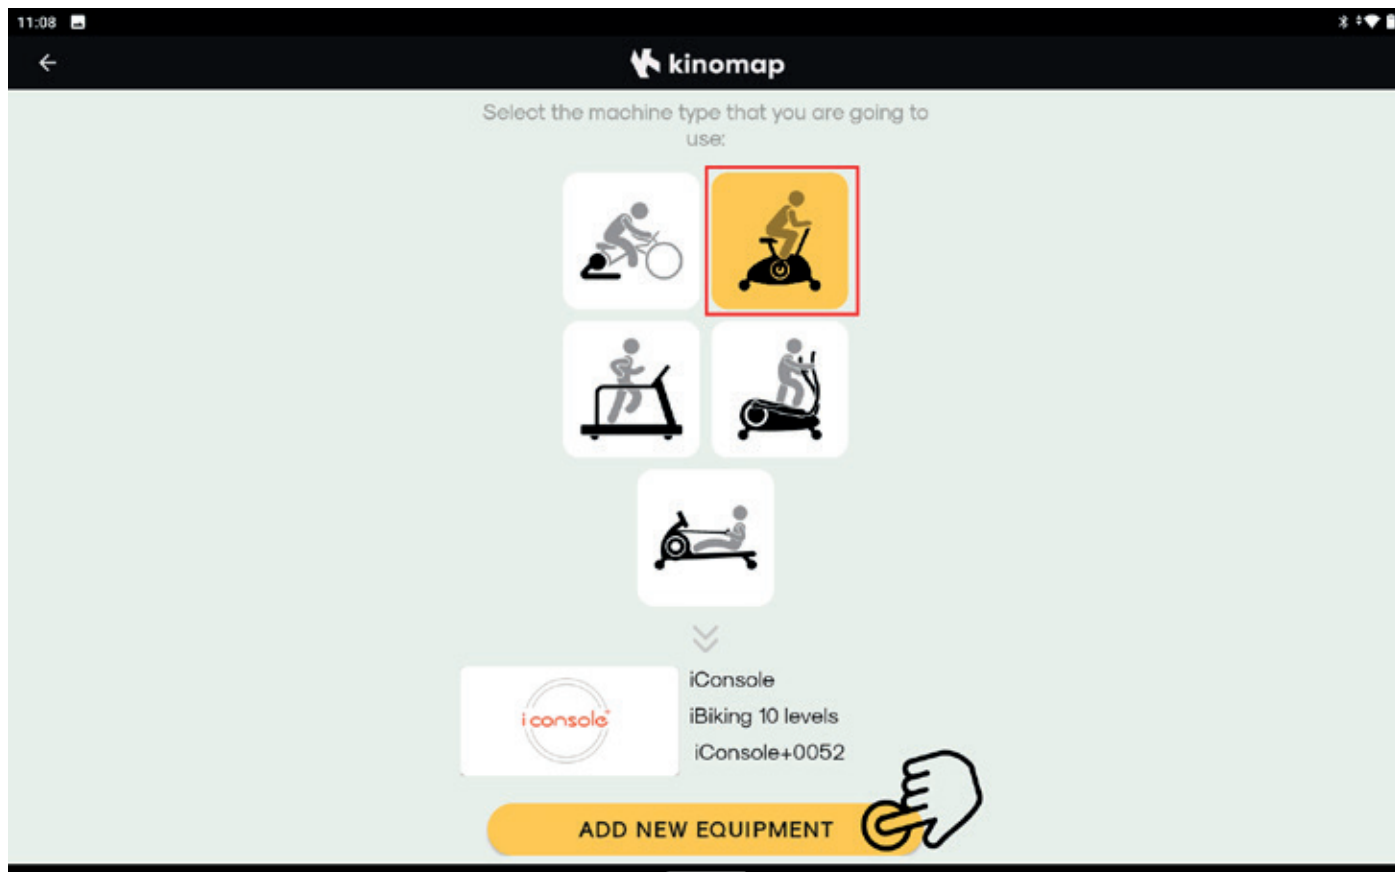 11:08
kinomap
Select the machine type that you are going to
use:
iConsole
i console+
iBiking 10 levels
iConsole+0052
ADD NEW EQUIPMENT